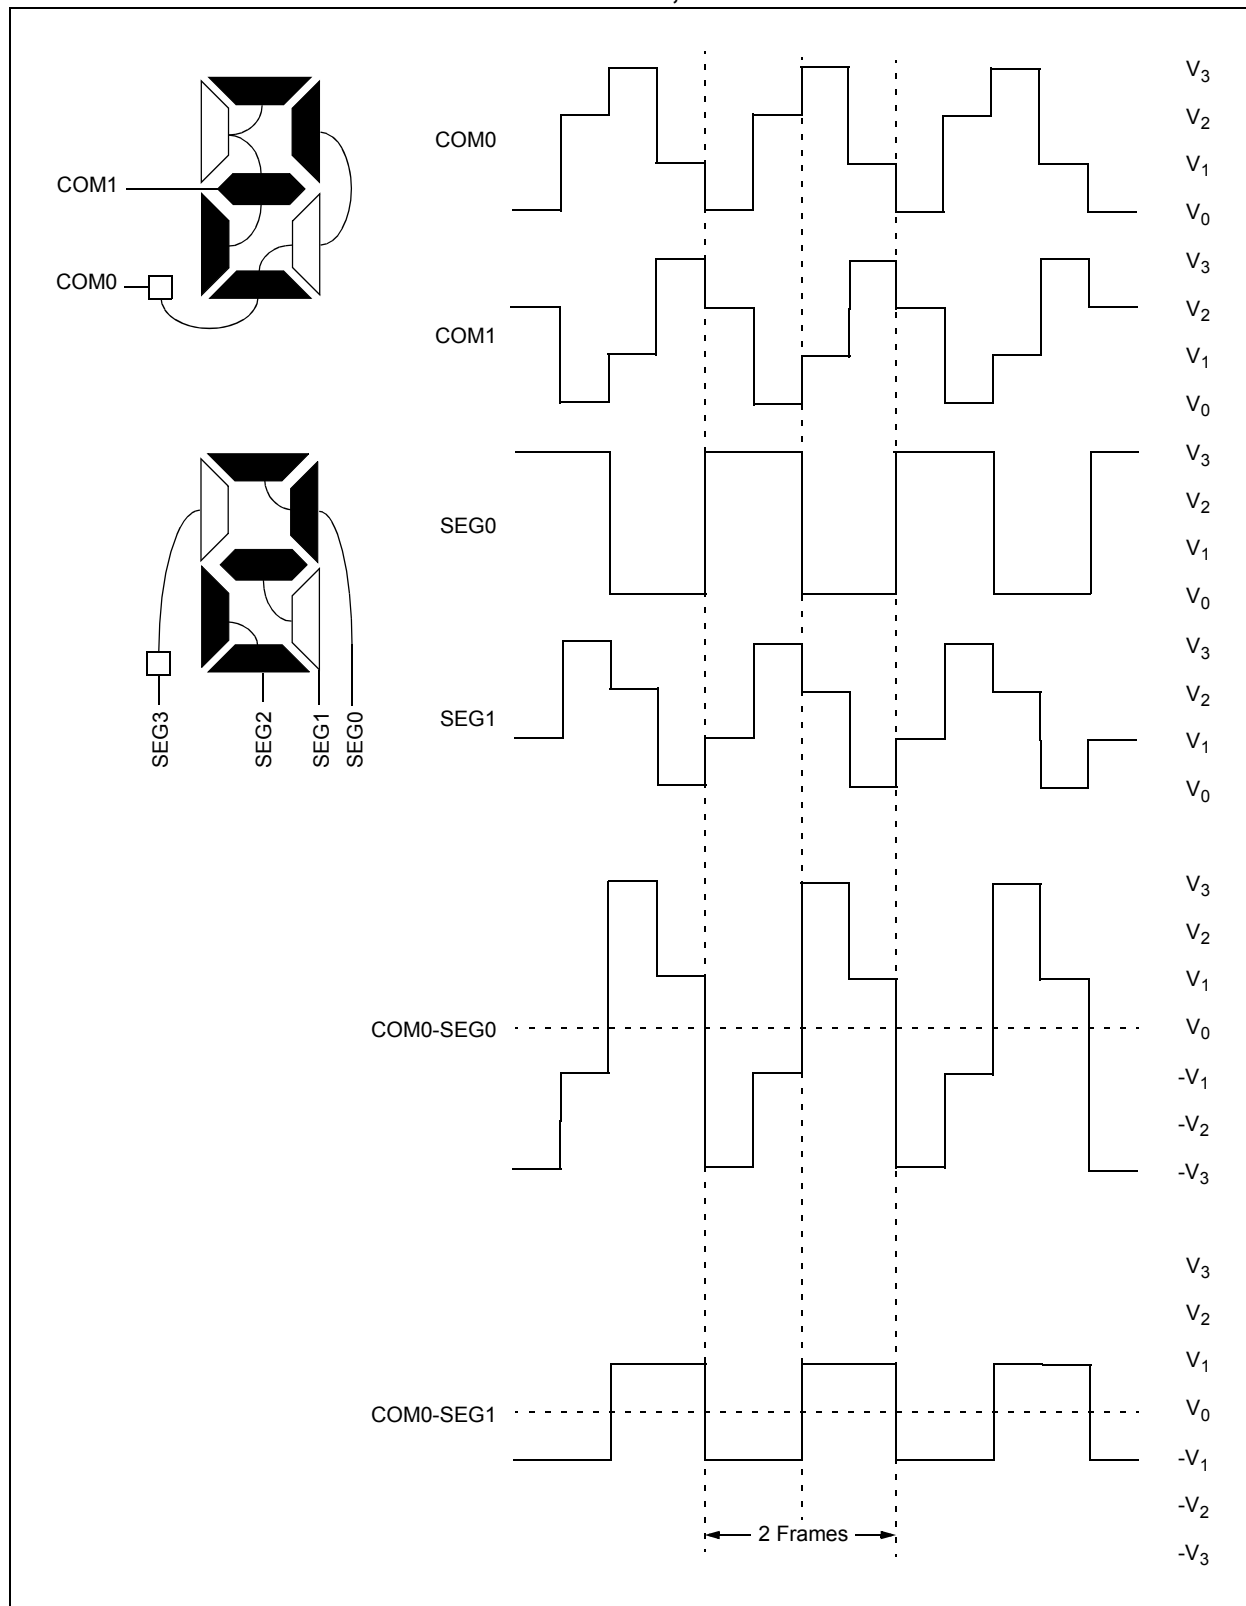 COM1
COM0
SEG3
SEG2
SEG1
SEG0
COM0
V3
V2
V1
V0
COM1
V3
V2
V1
V0
SEG0
V3
V2
V1
V0
SEG1
V3
V2
V1
V0
COM0-SEG0
V3
V2
V1
V0
-V1
-V2
-V3
COM0-SEG1
V3
V2
V1
V0
-V1
-V2
-V3
2 Frames